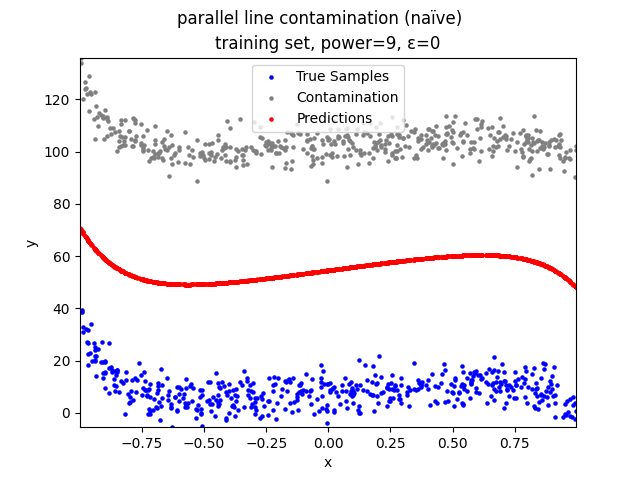 parallel line contamination (naïve)
training set, power=9, ε=0
True Samples
Contamination
Predictions
y
120
100
80
60
40
20
0
−0.75
−0.50
−0.25
0.00
0.25
0.50
0.75
x